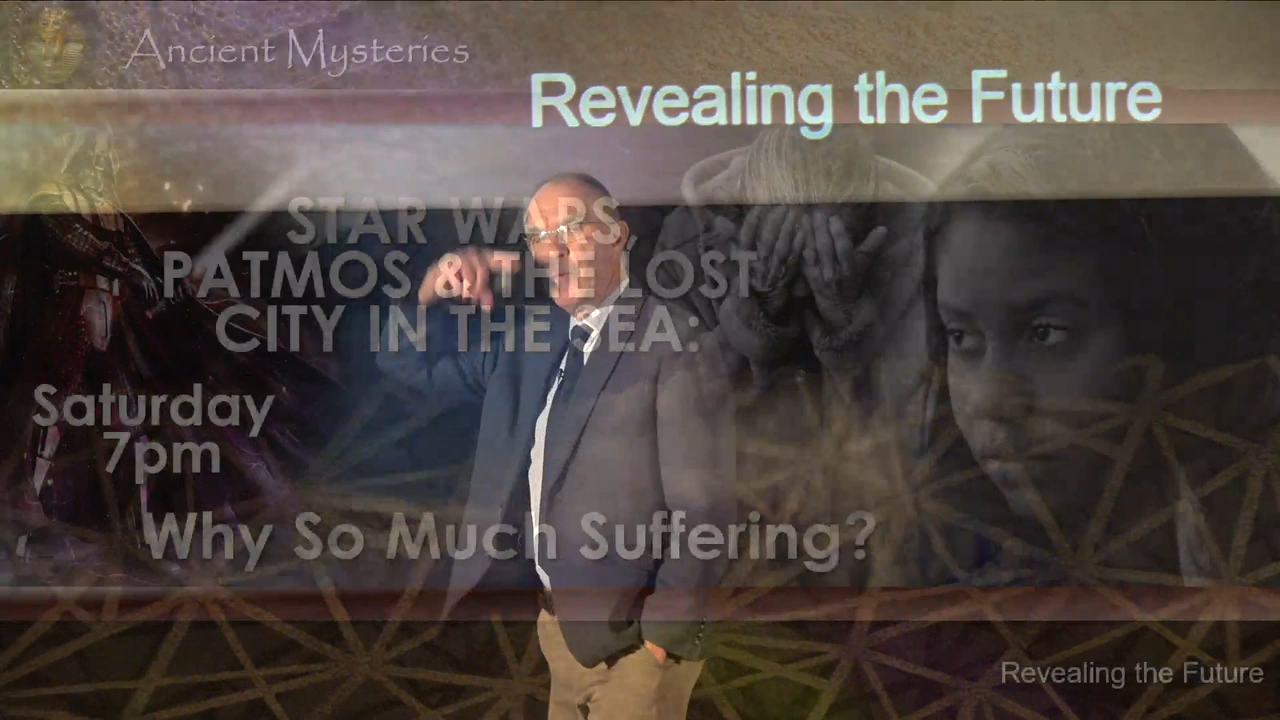 Ancient Mysteries
Revealing the Future
STAR WARS,
PATMOS & THE LOST
CITY IN THE SEA:
Saturday
7pm
Why So Much Suffering?
Revealing the Future